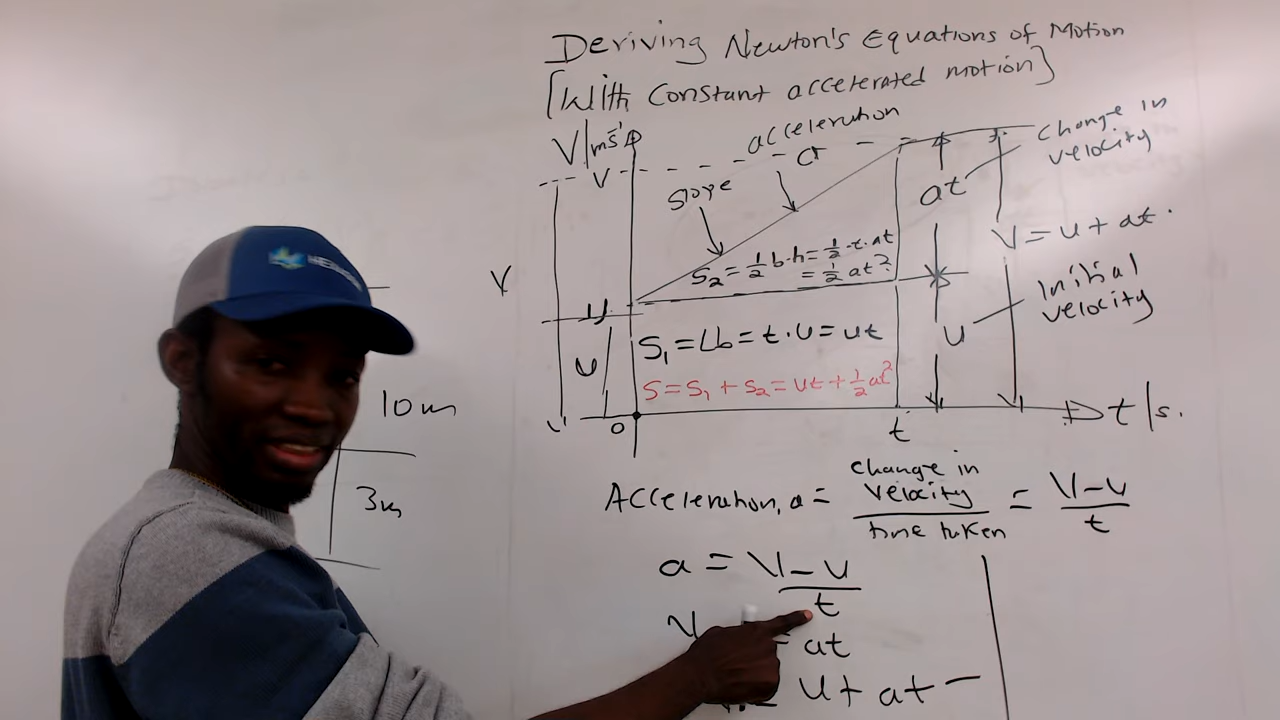 Deriving Newton's Equations of Motion
[With Constant accelerated motion]
V/ms⁻¹
acceleration
a
change in
velocity
V
slope
at
S₂ = ½ b·h = ½·t·at
= ½ at²
V = u + at.
V
U
Initial
velocity
u
S₁ = Lb = t·u = ut
u
S = S₁ + S₂ = ut + ½at²
0
t
t/s.
10m
3m
Acceleration, a = change in velocity / time taken = V-u / t
a = V-u / t
V = at
= u + at -